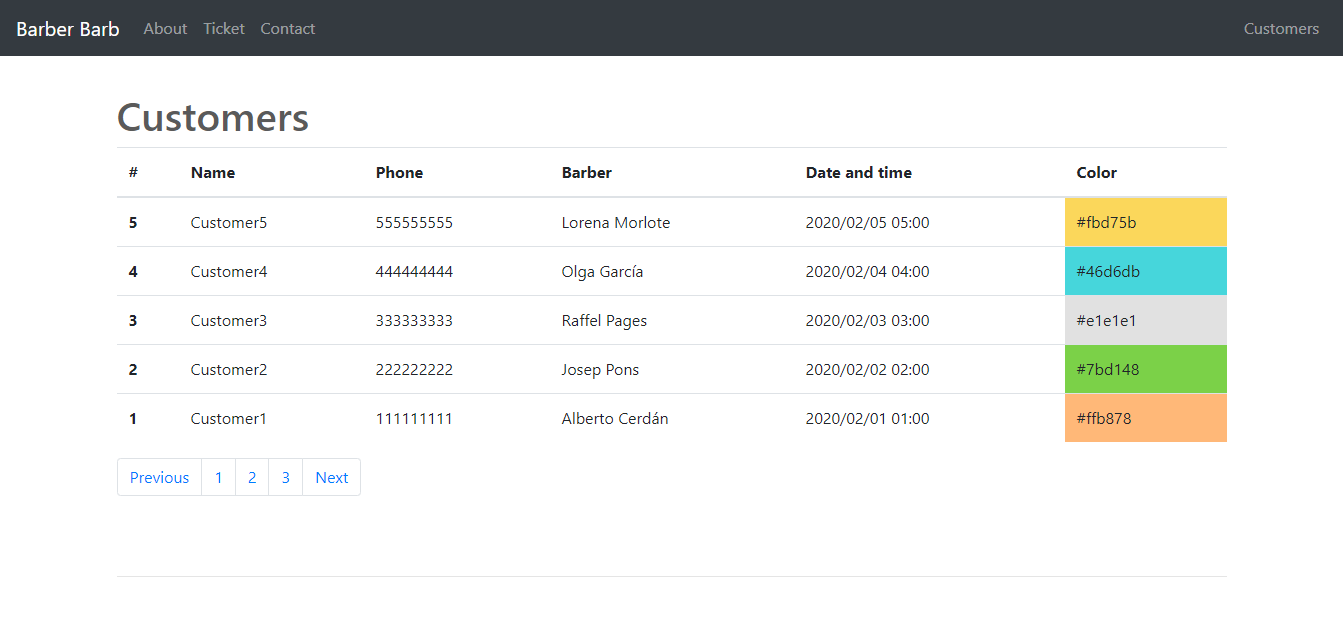 Barber Barb About Ticket Contact Customers
Customers
# Name Phone Barber Date and time Color
5 Customer5 555555555 Lorena Morlote 2020/02/05 05:00 #fbd75b
4 Customer4 444444444 Olga García 2020/02/04 04:00 #46d6db
3 Customer3 333333333 Raffel Pages 2020/02/03 03:00 #e1e1e1
2 Customer2 222222222 Josep Pons 2020/02/02 02:00 #7bd148
1 Customer1 111111111 Alberto Cerdán 2020/02/01 01:00 #ffb878
Previous 1 2 3 Next